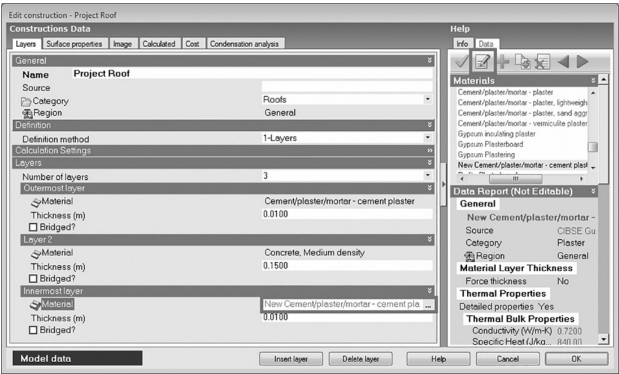 Edit construction - Project Roof
Constructions Data
Layers Surface properties Image Calculated Cost Condensation analysis
General
Name Project Roof
Source
Category Roofs
Region General
Definition
Definition method 1-Layers
Calculation Settings
Layers
Number of layers 3
Outermost layer
Material Cement/plaster/mortar - cement plaster
Thickness (m) 0.0100
Bridged?
Layer 2
Material Concrete, Medium density
Thickness (m) 0.1500
Bridged?
Innermost layer
Material New Cement/plaster/mortar - cement pla ...
Thickness (m) 0.0100
Bridged?
Model data
Insert layer Delete layer Help Cancel OK
Help
Info Data
Materials
Cement/plaster/mortar - plaster
Cement/plaster/mortar - plaster, lightweigh
Cement/plaster/mortar - plaster, sand aggr
Cement/plaster/mortar - vermiculite plaster
Gypsum insulating plaster
Gypsum Plasterboard
Gypsum Plastering
New Cement/plaster/mortar - cement plast
Data Report (Not Editable)
General
New Cement/plaster/mortar -
Source CIBSE Gu
Category Plaster
Region General
Material Layer Thickness
Force thickness No
Thermal Properties
Detailed properties Yes
Thermal Bulk Properties
Conductivity (W/m-K) 0.7200
Specific Heat (J/kg... 840.00